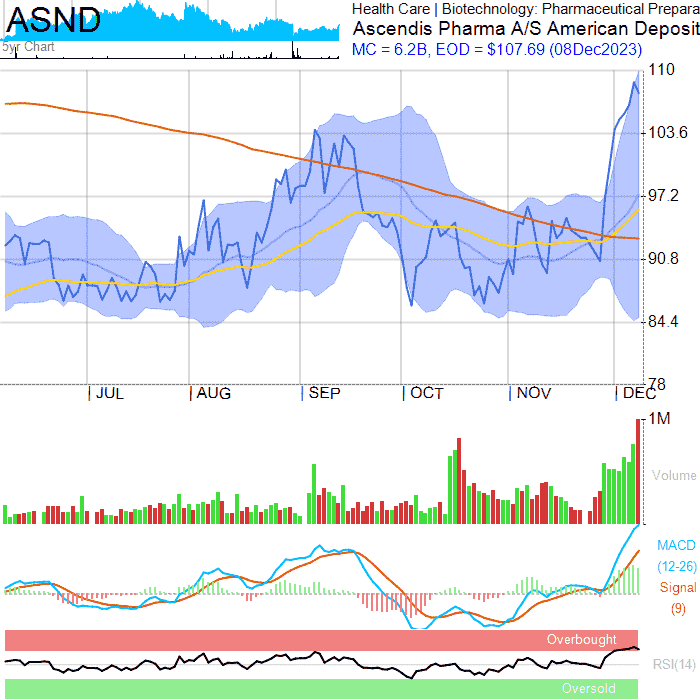 ASND
5yr Chart
Health Care | Biotechnology: Pharmaceutical Prepara
Ascendis Pharma A/S American Deposit
MC = 6.2B, EOD = $107.69 (08Dec2023)
110
103.6
97.2
90.8
84.4
78
| JUL | AUG | SEP | OCT | NOV | DEC
1M
Volume
MACD
(12-26)
Signal
(9)
Overbought
RSI(14)
Oversold